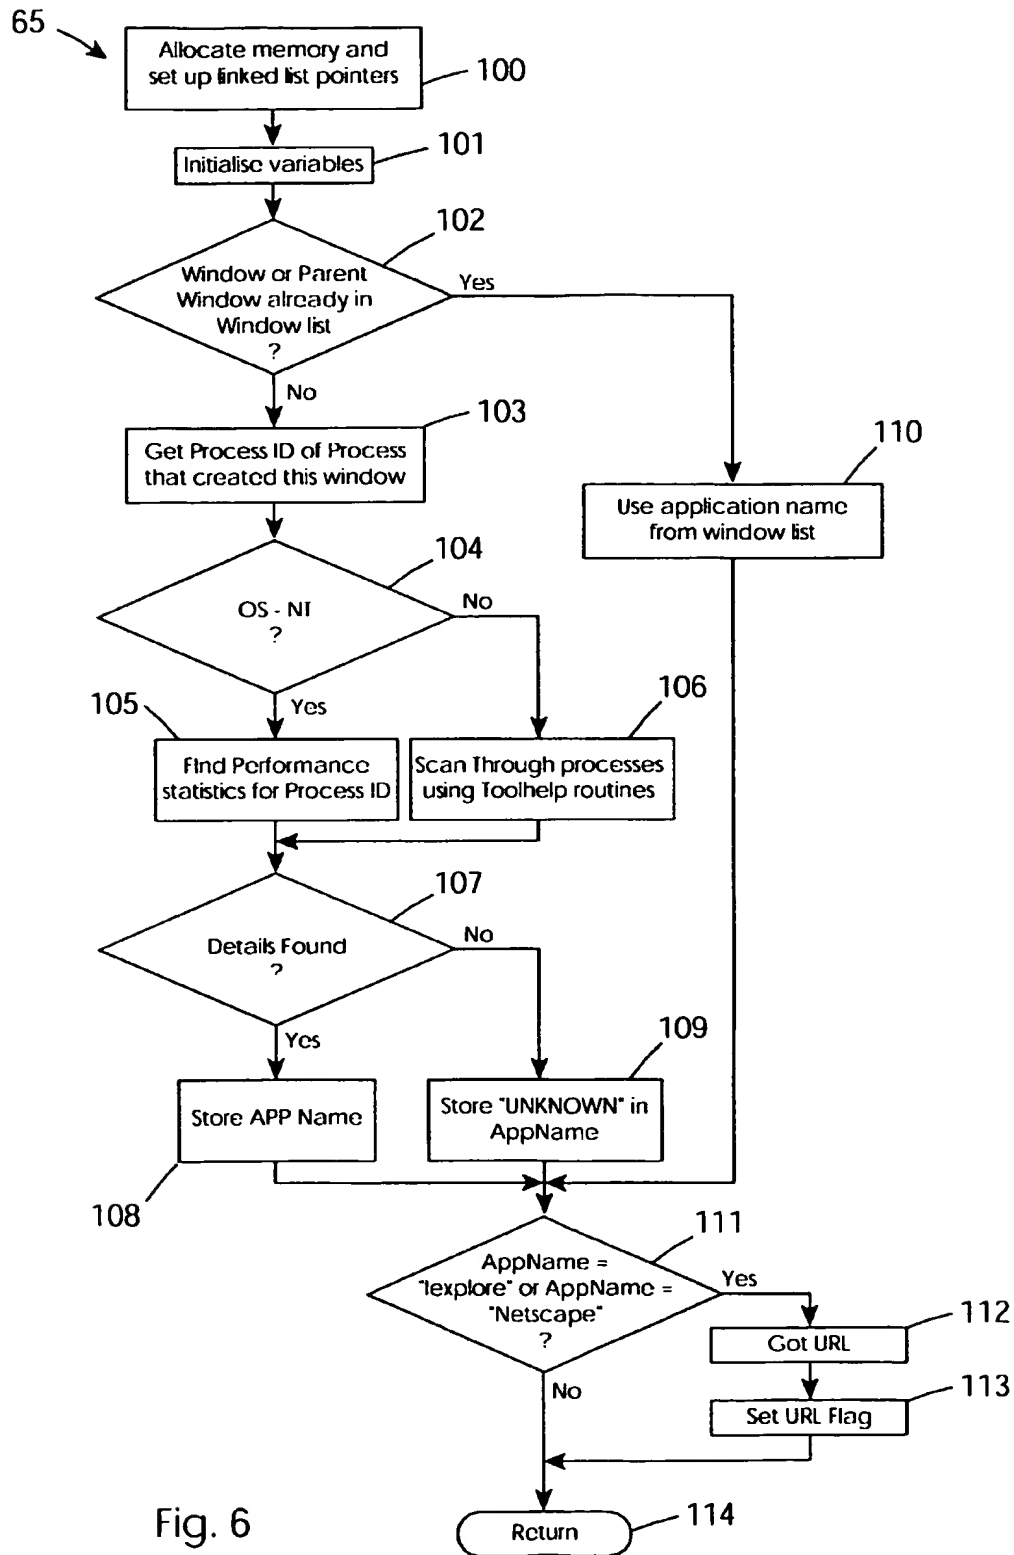 65
Allocate memory and
set up linked list pointers
100
101
Initialise variables
102
Window or Parent
Window already in
Window list
?
Yes
No
103
Get Process ID of Process
that created this window
110
Use application name
from window list
104
OS - NT
?
No
Yes
105
106
Find Performance
statistics for Process ID
Scan Through processes
using Toolhelp routines
107
Details Found
?
No
Yes
109
Store APP Name
Store "UNKNOWN" in
AppName
108
111
AppName =
"Iexplore" or AppName =
"Netscape"
?
Yes
112
Got URL
No
113
Set URL Flag
Fig. 6
Return
114